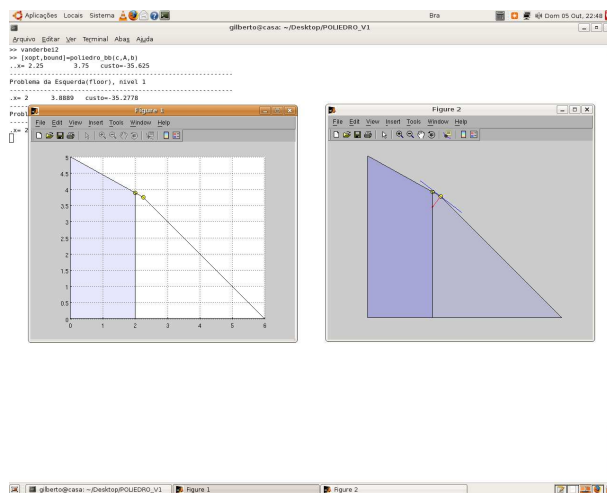 Aplicações Locais Sistema Bra Dom 05 Out, 22:48
gilberto@casa: ~/Desktop/POLIEDRO_V1
Arquivo Editar Ver Terminal Abas Ajuda
>> vanderbei2
>> [xopt,bound]=poliedro_bb(c,A,b)
..x= 2.25 3.75 custo=-35.625
--------------------------------------------------------
Problema da Esquerda(floor), nivel 1
--------------------------------------------------------
.x= 2 3.8889 custo=-35.2778
Probl
.x= 2
Figure 1
File Edit View Insert Tools Window Help
5
4.5
4
3.5
3
2.5
2
1.5
1
0.5
0
0 1 2 3 4 5 6
Figure 2
File Edit View Insert Tools Window Help
gilberto@casa: ~/Desktop/POLIEDRO_V1 Figure 1 Figure 2